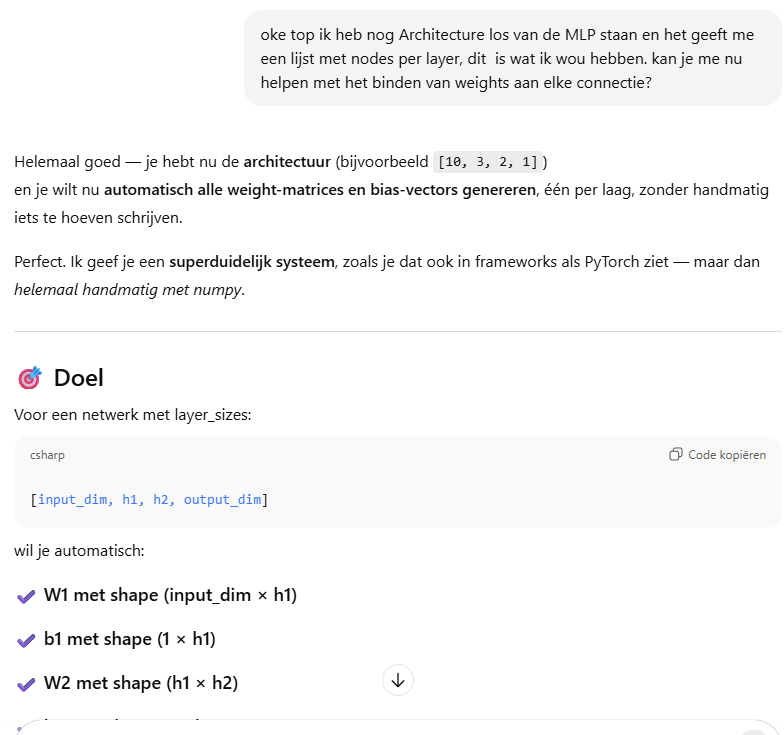 oke top ik heb nog Architecture los van de MLP staan en het geeft me
een lijst met nodes per layer, dit is wat ik wou hebben. kan je me nu
helpen met het binden van weights aan elke connectie?
Helemaal goed — je hebt nu de architectuur (bijvoorbeeld [10, 3, 2, 1])
en je wilt nu automatisch alle weight-matrices en bias-vectors genereren, één per laag, zonder handmatig
iets te hoeven schrijven.
Perfect. Ik geef je een superduidelijk systeem, zoals je dat ook in frameworks als PyTorch ziet — maar dan
helemaal handmatig met numpy.
Doel
Voor een netwerk met layer_sizes:
csharp
Code kopiëren
[input_dim, h1, h2, output_dim]
wil je automatisch:
W1 met shape (input_dim × h1)
b1 met shape (1 × h1)
W2 met shape (h1 × h2)